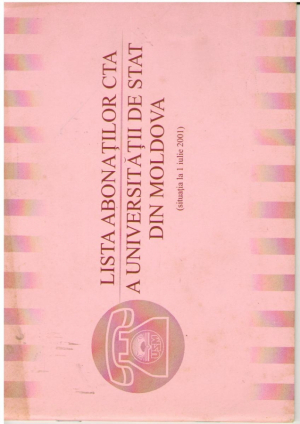 LISTA ABONAȚILOR CTA
A UNIVERSITĂȚII DE STAT
DIN MOLDOVA
(situația la 1 iulie 2001)